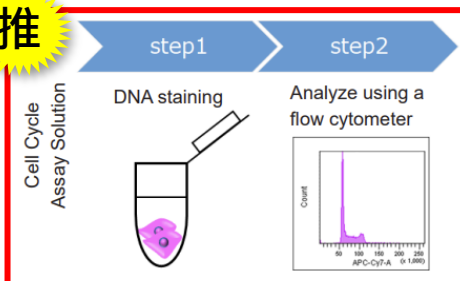 推
step1
step2
Cell Cycle
Assay Solution
DNA staining
Analyze using a
flow cytometer
Count
50 100 150 200 250
APC-Cy7-A (x 1,000)